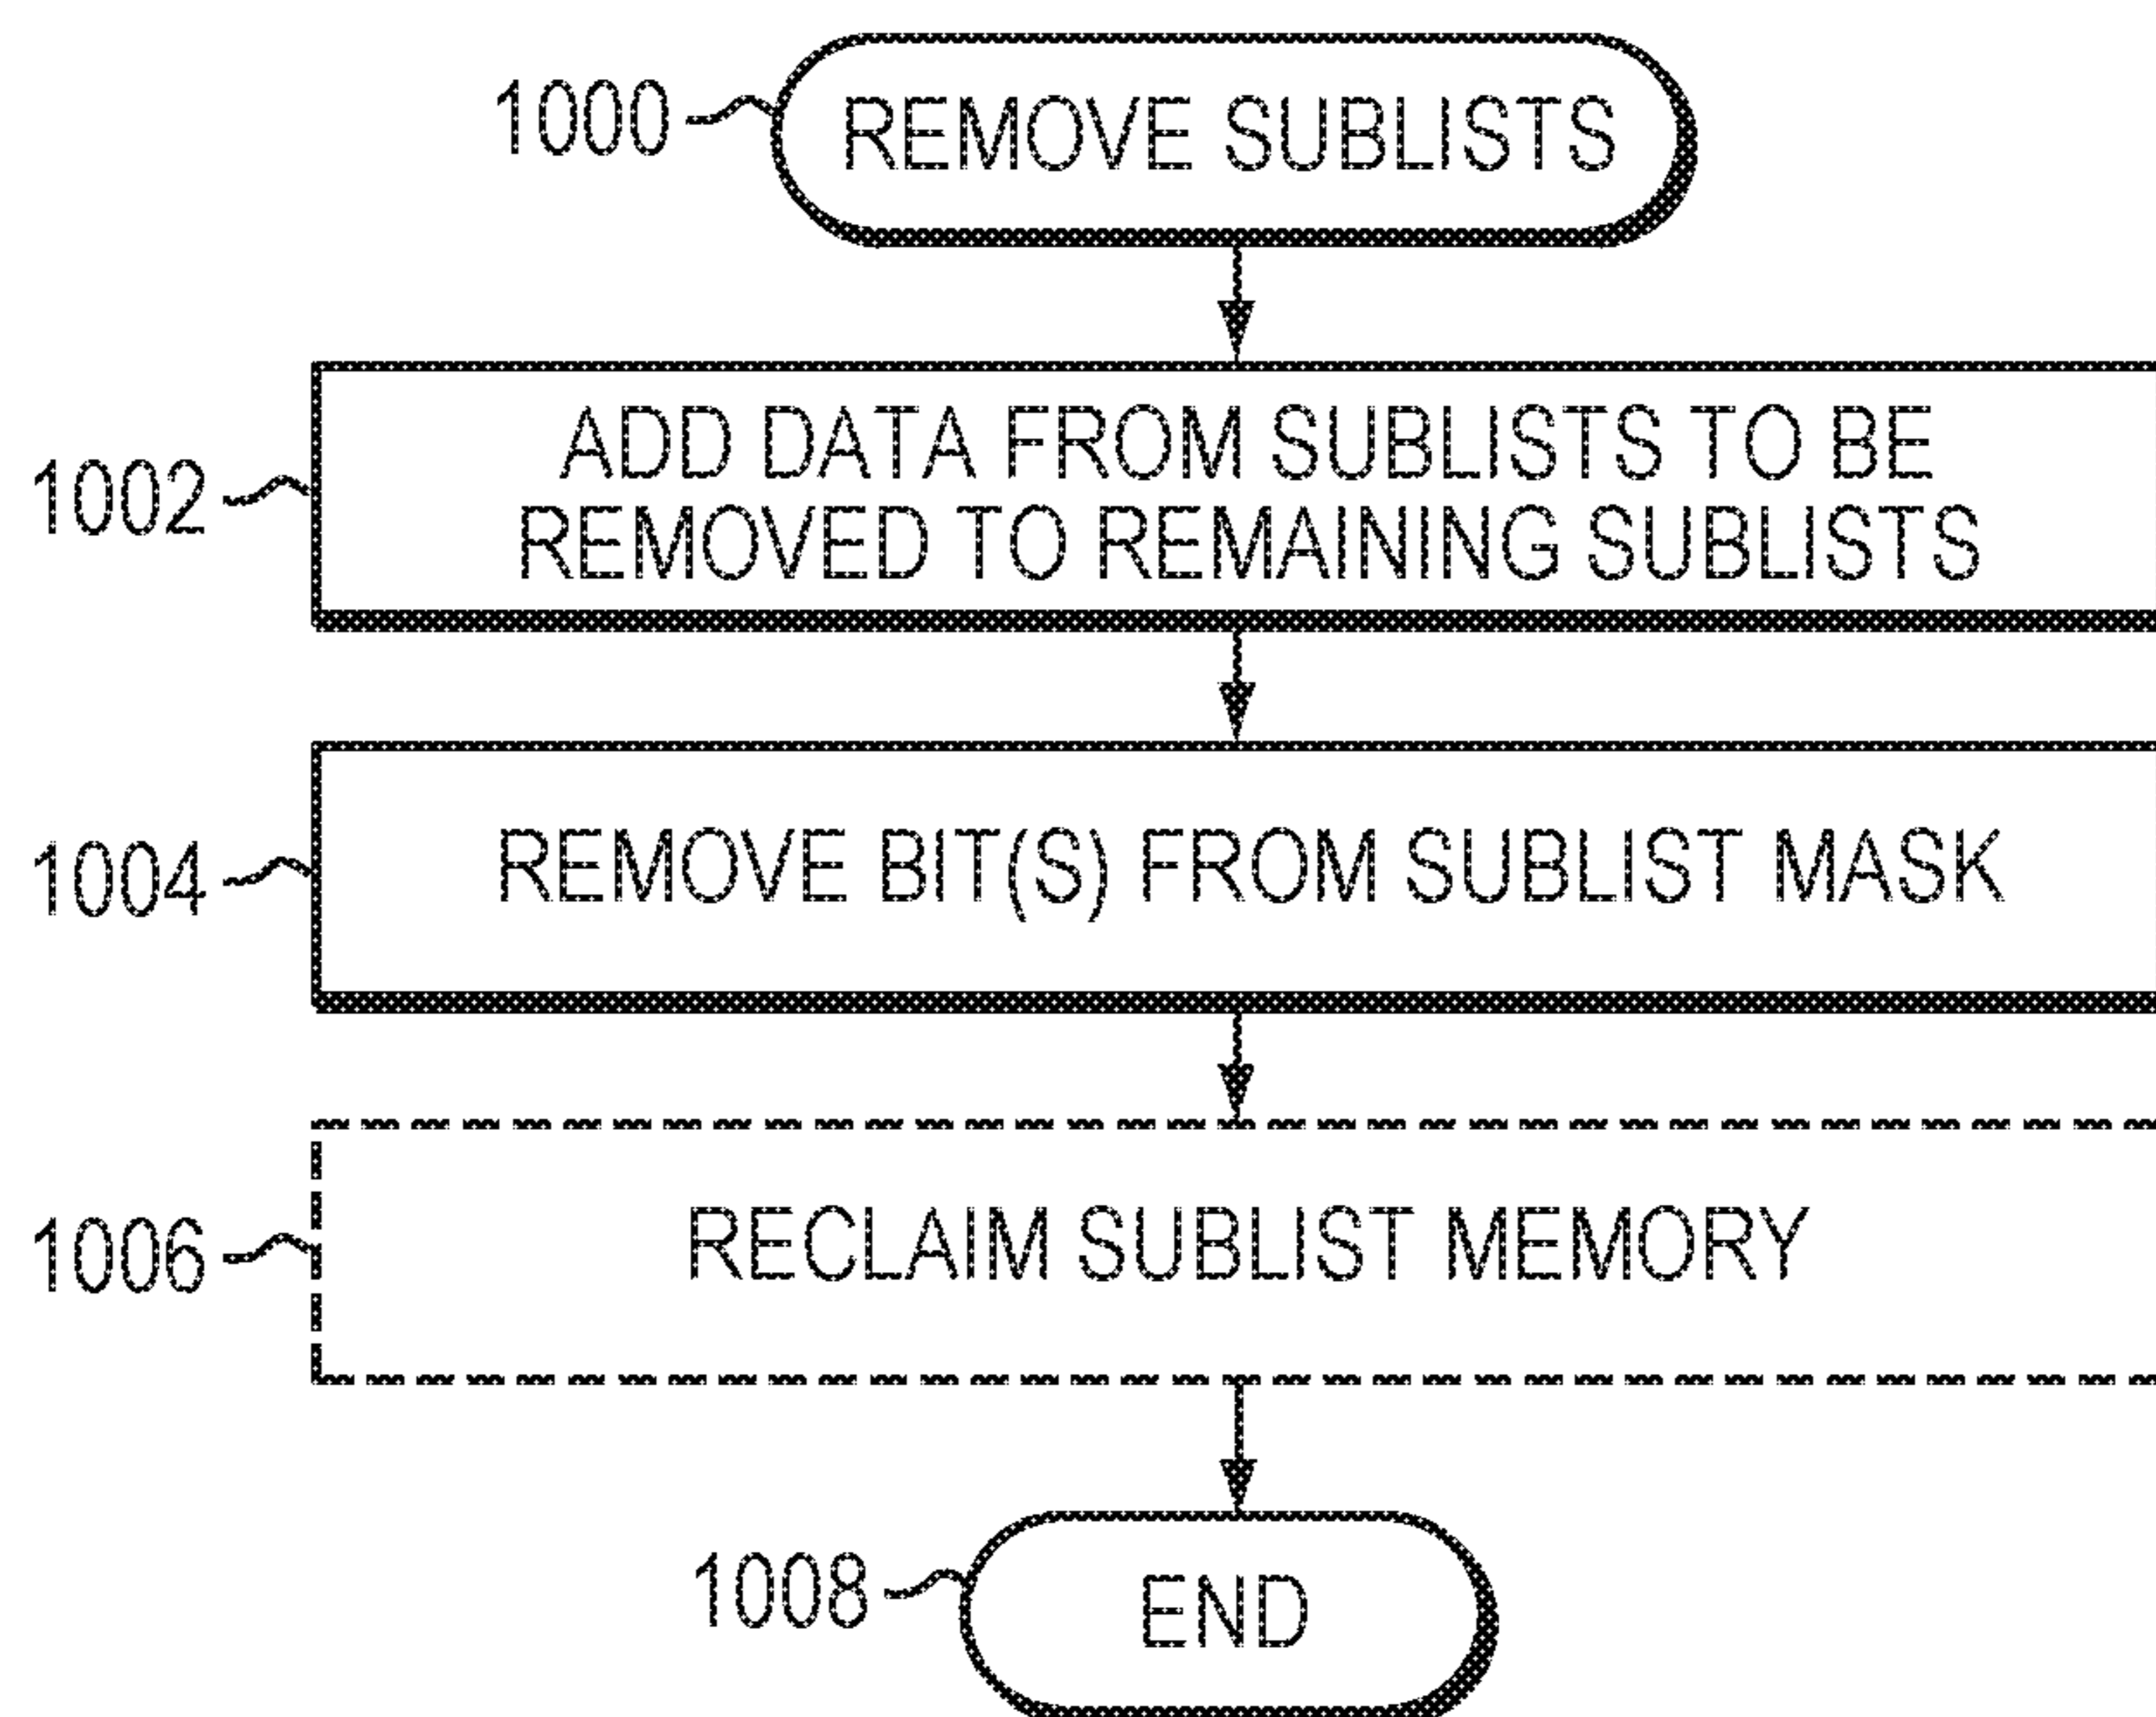 1000
REMOVE SUBLISTS
1002
ADD DATA FROM SUBLISTS TO BE
REMOVED TO REMAINING SUBLISTS
1004
REMOVE BIT(S) FROM SUBLIST MASK
1006
RECLAIM SUBLIST MEMORY
1008
END